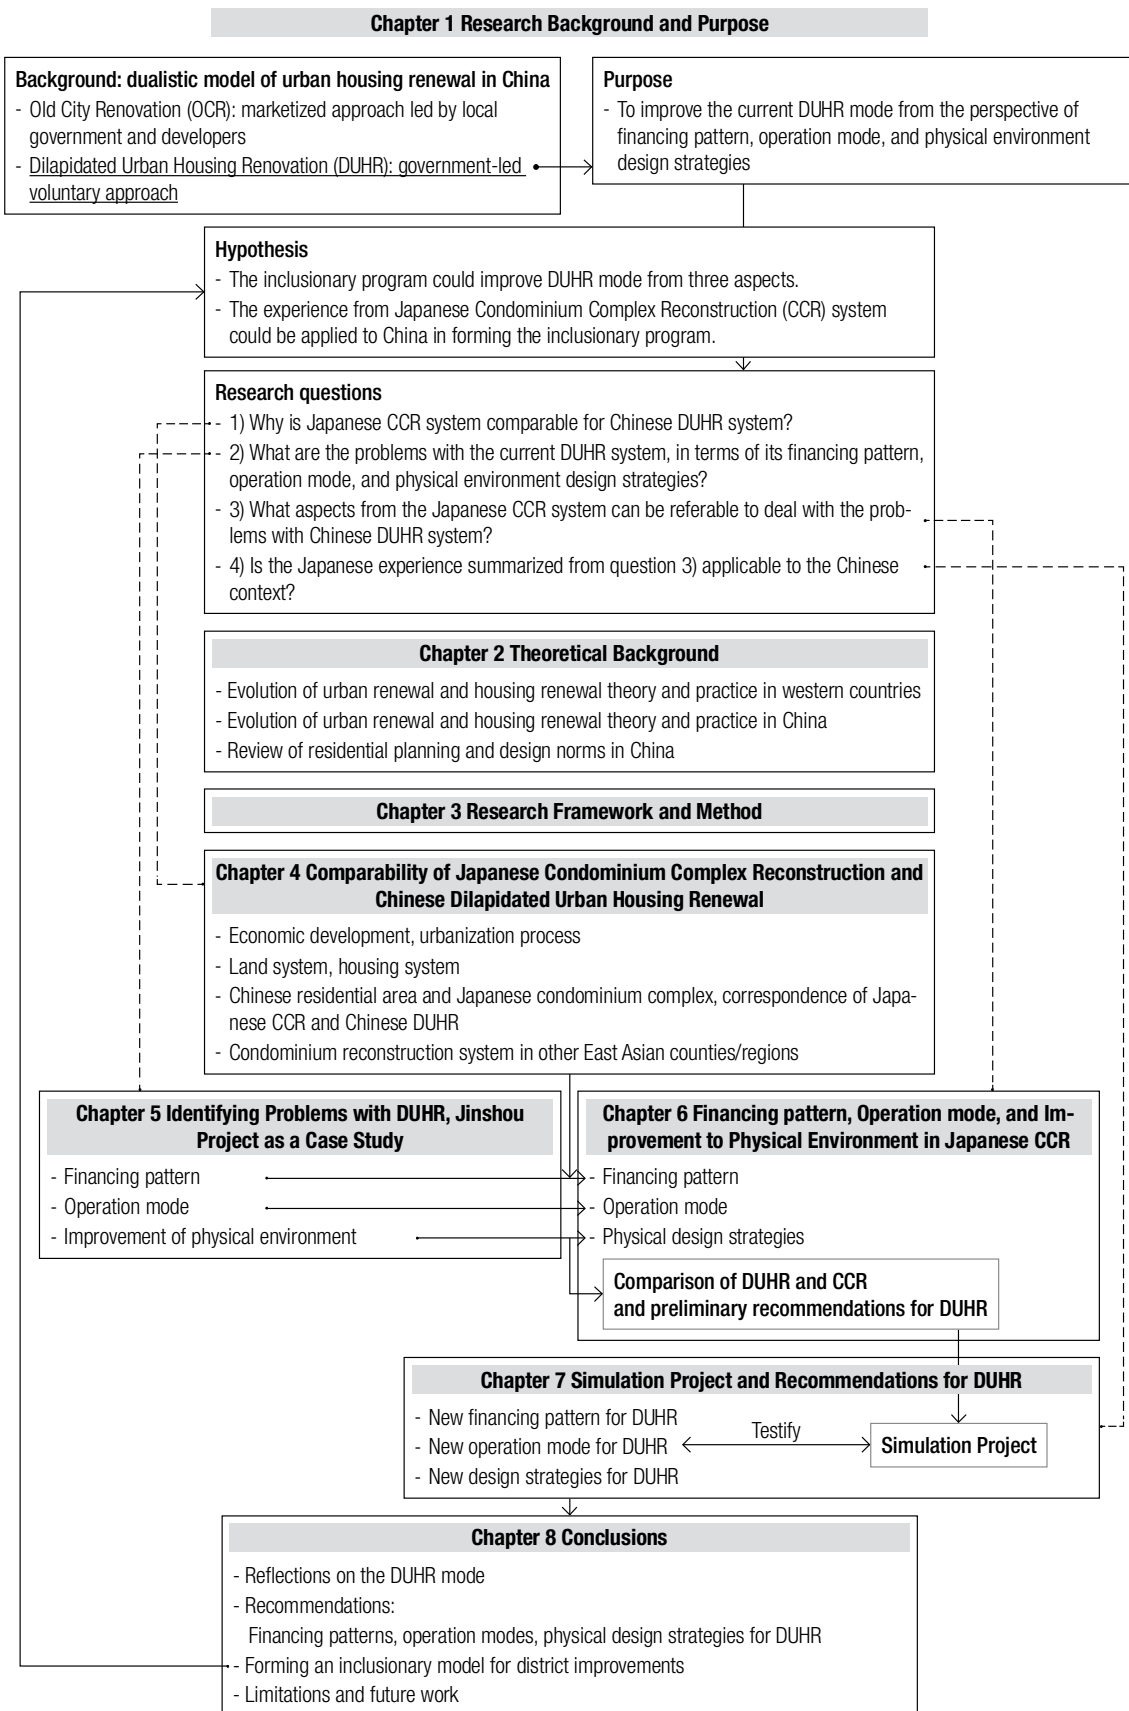 Chapter 1 Research Background and Purpose
Background: dualistic model of urban housing renewal in China
- Old City Renovation (OCR): marketized approach led by local
government and developers
- Dilapidated Urban Housing Renovation (DUHR): government-led
voluntary approach
Purpose
- To improve the current DUHR mode from the perspective of
financing pattern, operation mode, and physical environment
design strategies
Hypothesis
- The inclusionary program could improve DUHR mode from three aspects.
- The experience from Japanese Condominium Complex Reconstruction (CCR) system
could be applied to China in forming the inclusionary program.
Research questions
- 1) Why is Japanese CCR system comparable for Chinese DUHR system?
- 2) What are the problems with the current DUHR system, in terms of its financing pattern,
operation mode, and physical environment design strategies?
- 3) What aspects from the Japanese CCR system can be referable to deal with the prob-
lems with Chinese DUHR system?
- 4) Is the Japanese experience summarized from question 3) applicable to the Chinese
context?
Chapter 2 Theoretical Background
- Evolution of urban renewal and housing renewal theory and practice in western countries
- Evolution of urban renewal and housing renewal theory and practice in China
- Review of residential planning and design norms in China
Chapter 3 Research Framework and Method
Chapter 4 Comparability of Japanese Condominium Complex Reconstruction and
Chinese Dilapidated Urban Housing Renewal
- Economic development, urbanization process
- Land system, housing system
- Chinese residential area and Japanese condominium complex, correspondence of Japa-
nese CCR and Chinese DUHR
- Condominium reconstruction system in other East Asian counties/regions
Chapter 5 Identifying Problems with DUHR, Jinshou
Project as a Case Study
- Financing pattern
- Operation mode
- Improvement of physical environment
Chapter 6 Financing pattern, Operation mode, and Im-
provement to Physical Environment in Japanese CCR
- Financing pattern
- Operation mode
- Physical design strategies
Comparison of DUHR and CCR
and preliminary recommendations for DUHR
Chapter 7 Simulation Project and Recommendations for DUHR
- New financing pattern for DUHR
- New operation mode for DUHR
- New design strategies for DUHR
Testify
Simulation Project
Chapter 8 Conclusions
- Reflections on the DUHR mode
- Recommendations:
Financing patterns, operation modes, physical design strategies for DUHR
- Forming an inclusionary model for district improvements
- Limitations and future work